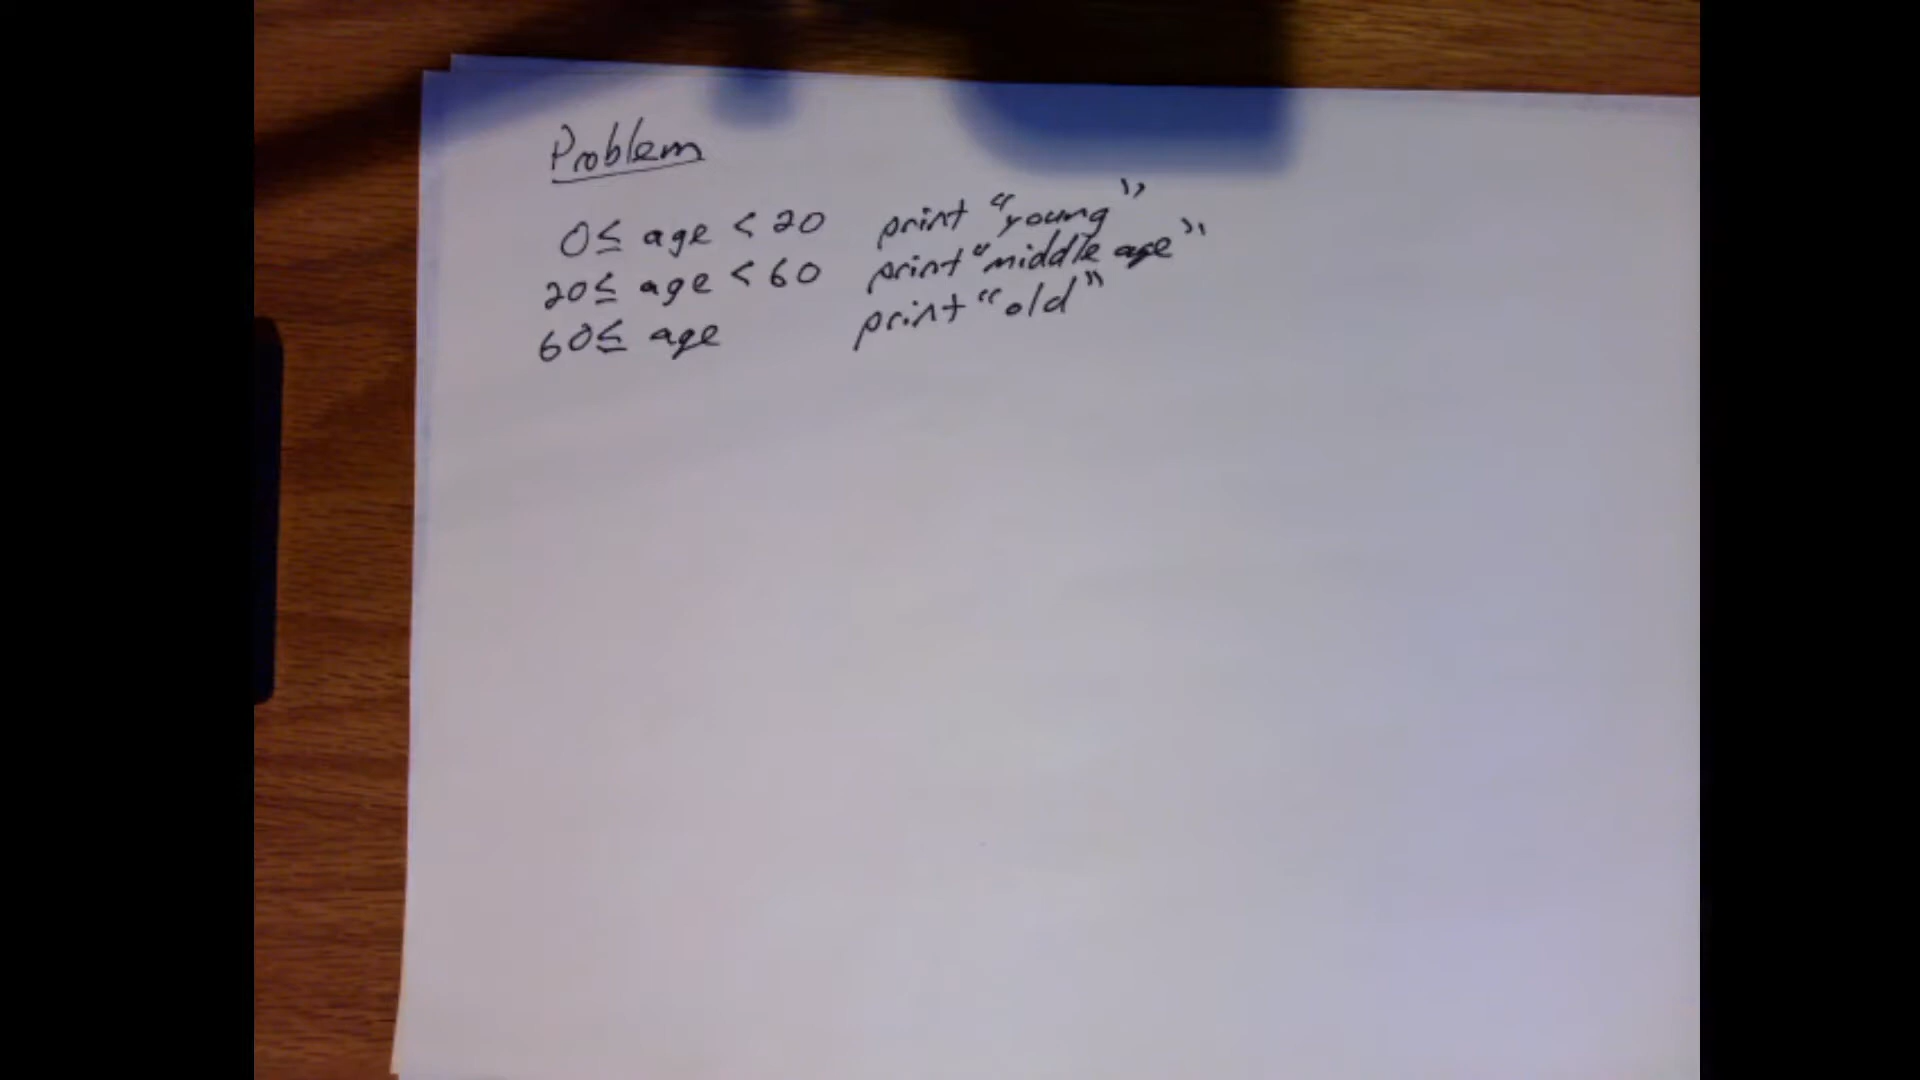 Problem
0≤ age < 20 print "young"
20≤ age < 60 print "middle age"
60≤ age print "old"